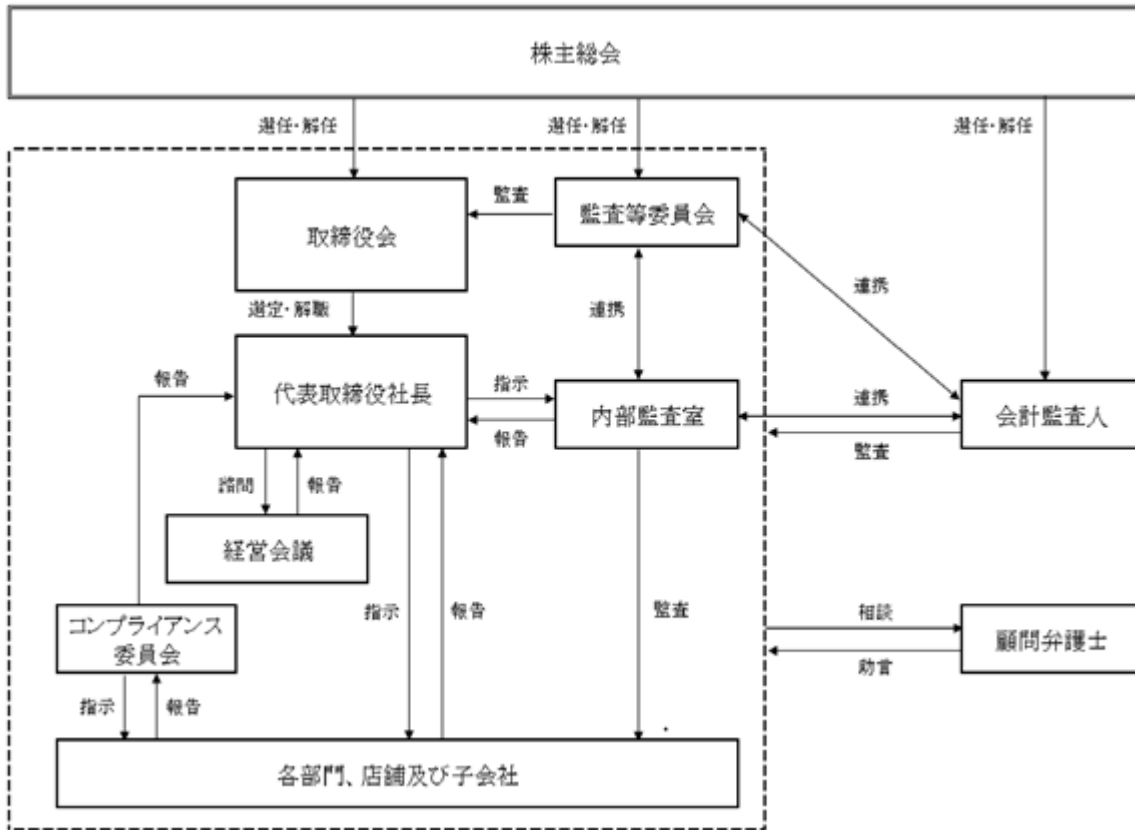 株主総会
選任・解任
選任・解任
選任・解任
取締役会
監査
監査等委員会
選定・解職
連携
連携
報告
代表取締役社長
指示
報告
内部監査室
連携
監査
会計監査人
諮問
報告
経営会議
コンプライアンス
委員会
指示
報告
監査
相談
助言
顧問弁護士
指示
報告
各部門、店舗及び子会社